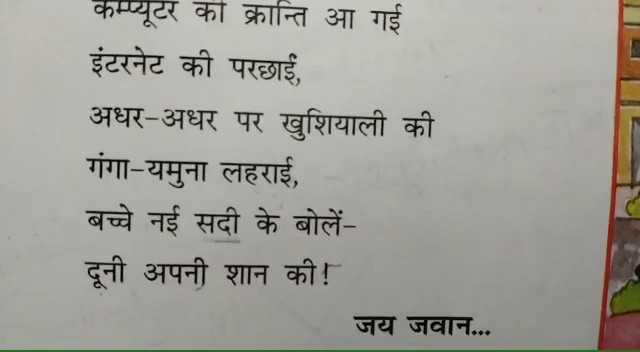 कम्प्यूटर की क्रान्ति आ गई
इंटरनेट की परछाईं,
अधर-अधर पर खुशियाली की
गंगा-यमुना लहराई,
बच्चे नई सदी के बोलें-
दूनी अपनी शान की!
जय जवान...